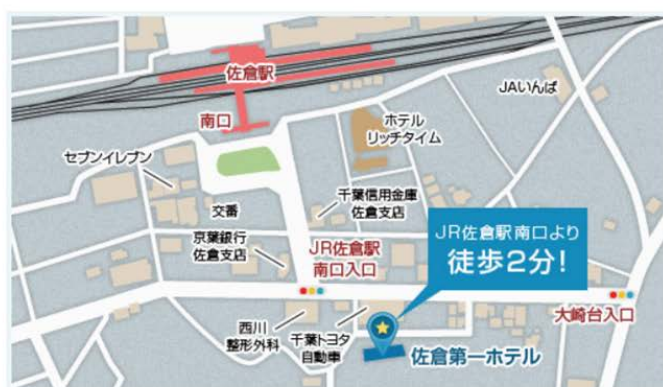 佐倉駅
JAいんば
南口
ホテル
リッチタイム
セブンイレブン
千葉信用金庫
佐倉支店
交番
京葉銀行
佐倉支店
JR佐倉駅
南口入口
JR佐倉駅南口より
徒歩2分!
大崎台入口
西川
整形外科
千葉トヨタ
自動車
佐倉第一ホテル